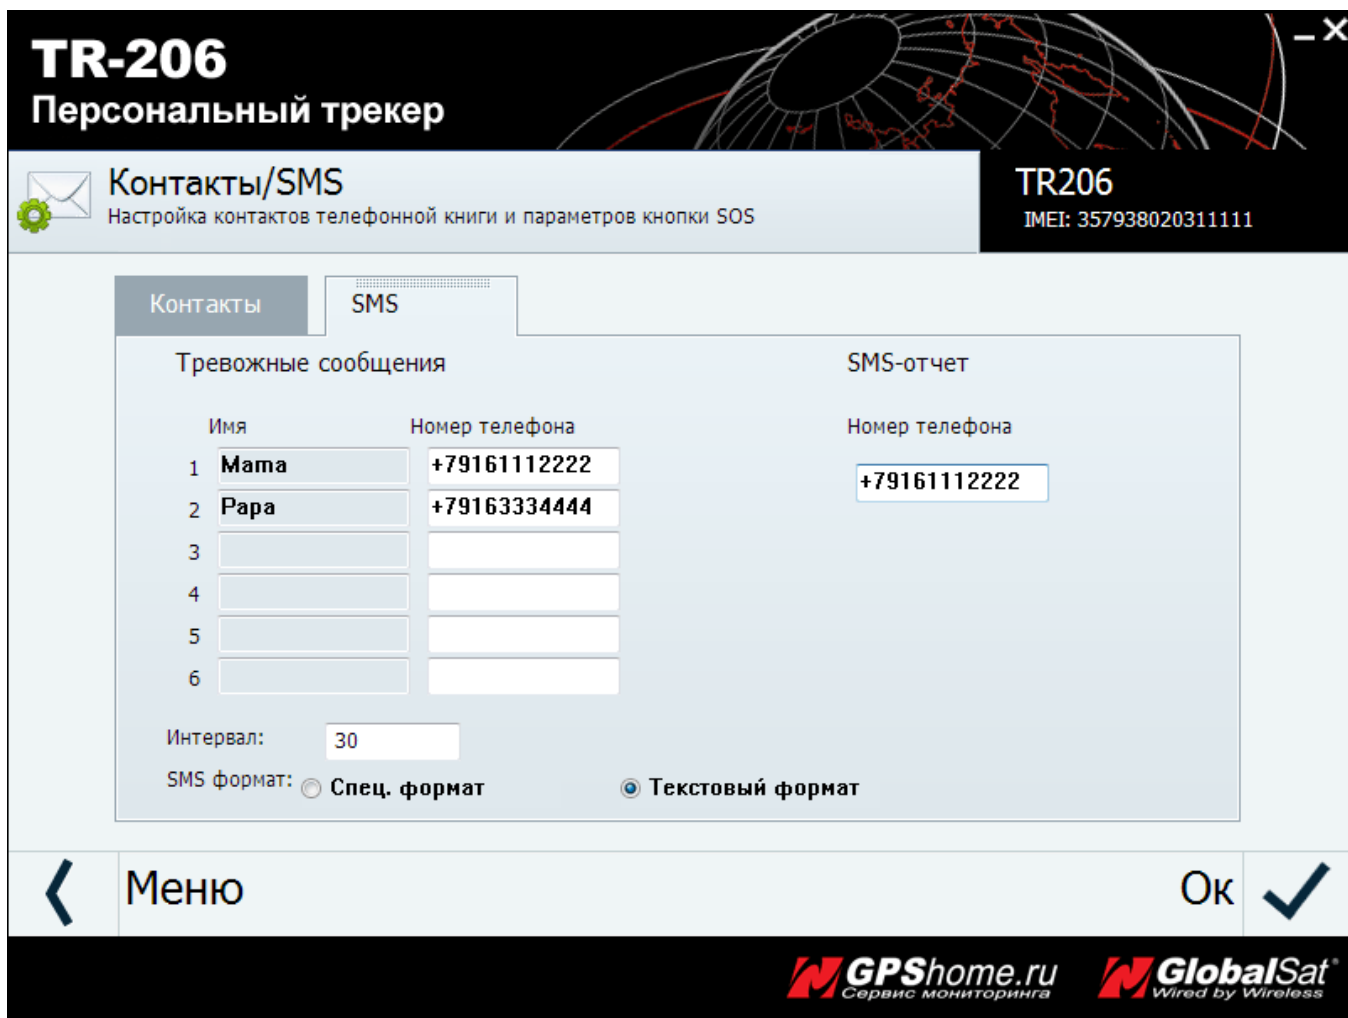 TR-206
Персональный трекер
Контакты/SMS
Настройка контактов телефонной книги и параметров кнопки SOS
TR206
IMEI: 357938020311111
Контакты
SMS
Тревожные сообщения
SMS-отчет
Имя
Номер телефона
Номер телефона
1 Mama +79161112222
+79161112222
2 Papa +79163334444
3
4
5
6
Интервал: 30
SMS формат: Спец. формат Текстовый формат
Меню
Ок
GPShome.ru
Сервис мониторинга
GlobalSat®
Wired by Wireless